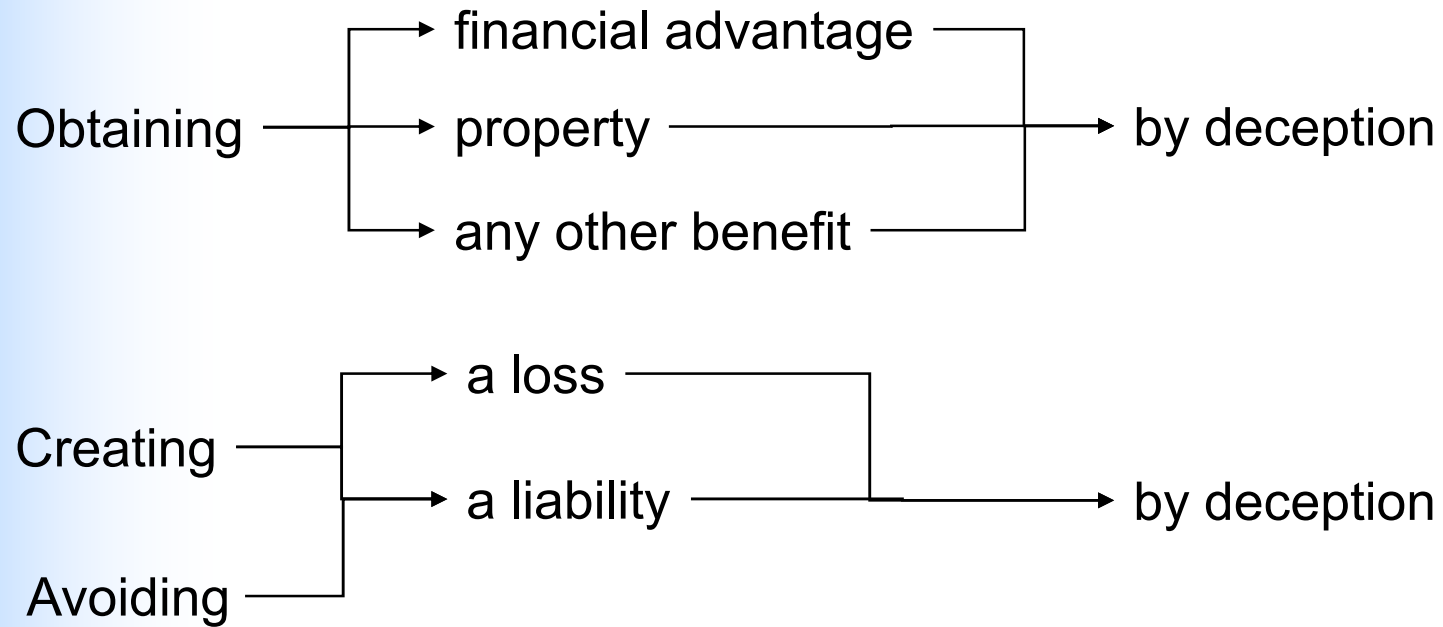 financial advantage
Obtaining
property
by deception
any other benefit
a loss
Creating
a liability
by deception
Avoiding